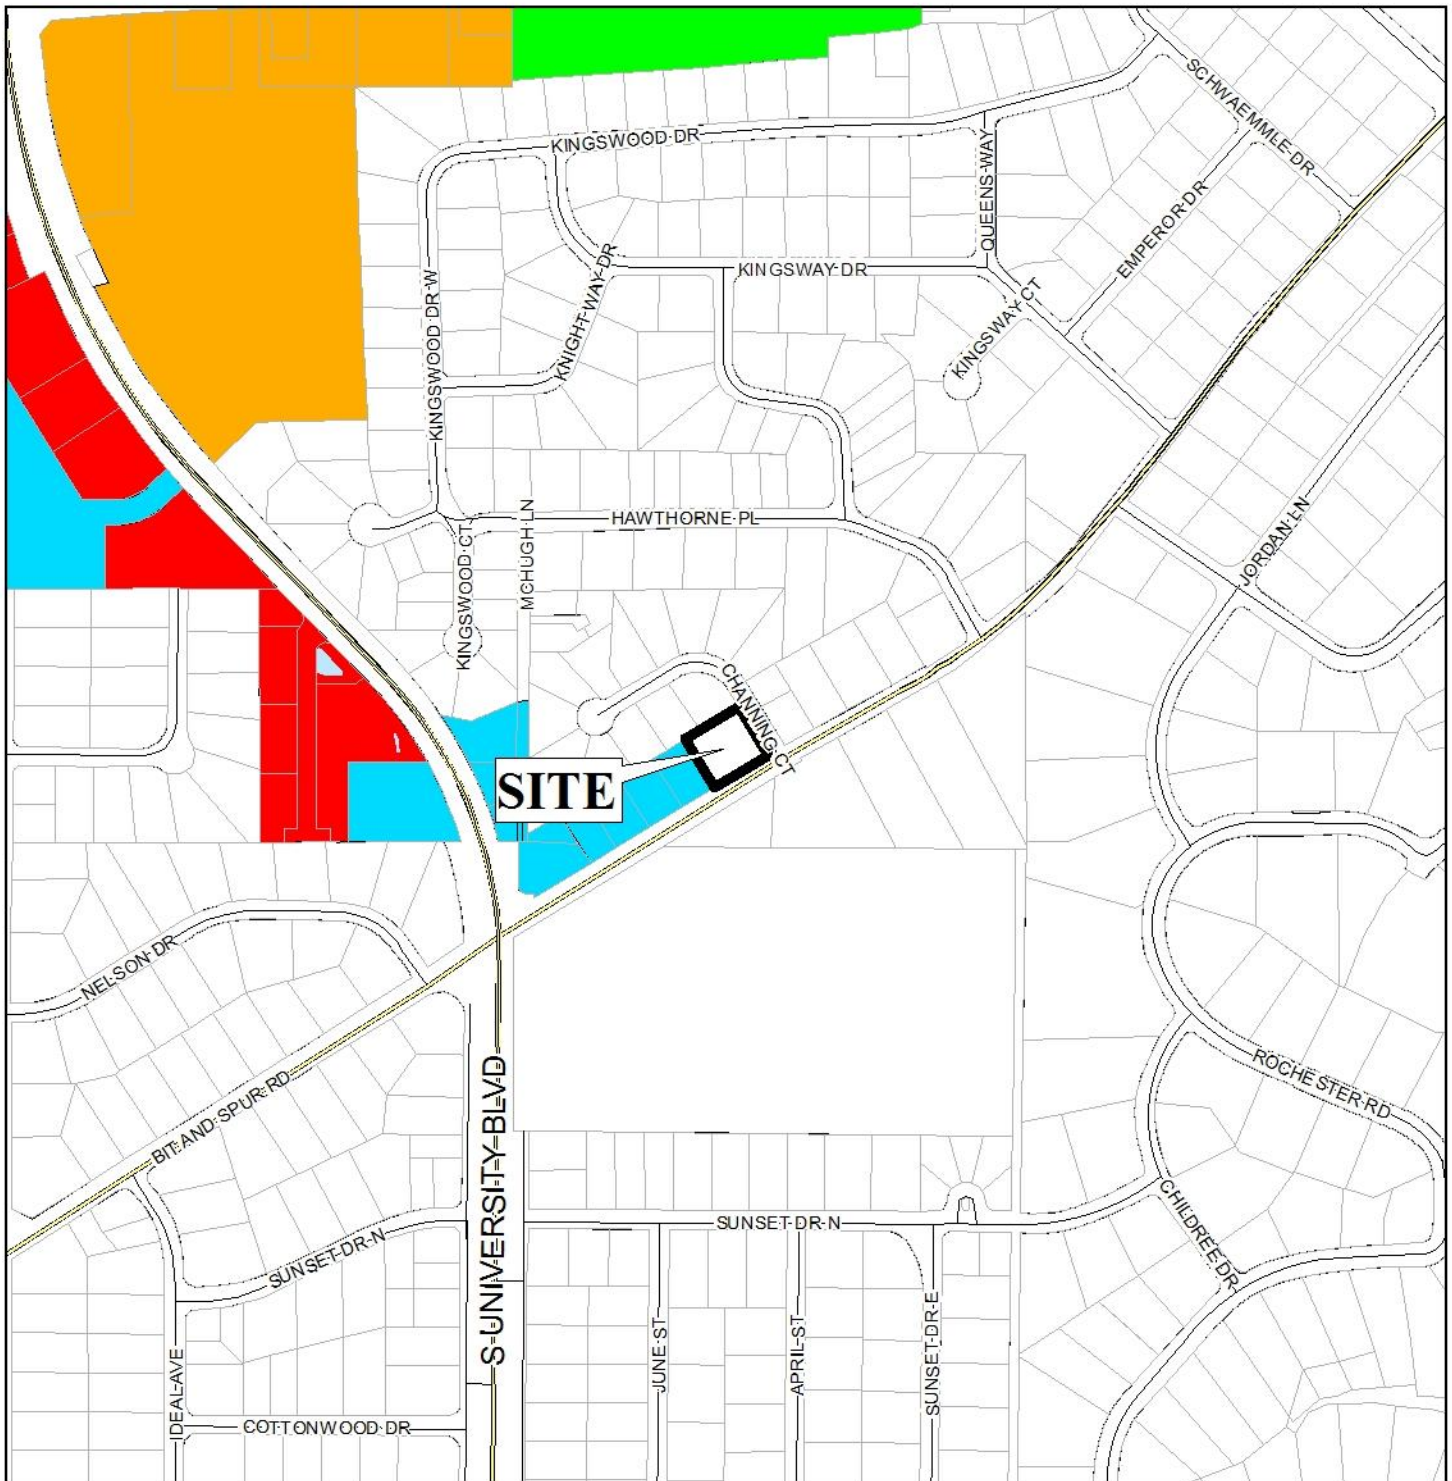 SCHWAEMMLE DR
KINGSWOOD DR
QUEENS WAY
EMPEROR DR
KNIGHT WAY DR
KINGSWAY DR
KINGSWOOD DR W
KINGSWAY CT
HAWTHORNE PL
MCHUGH LN
KINGSWOOD CT
JORDAN LN
CHANNING CT
SITE
NELSON DR
BIT AND SPUR RD
S UNIVERSITY BLVD
ROCHESTER RD
SUNSET DR N
SUNSET DR N
CHILDREE DR
IDEAL AVE
JUNE ST
APRIL ST
SUNSET DR E
COTTONWOOD DR